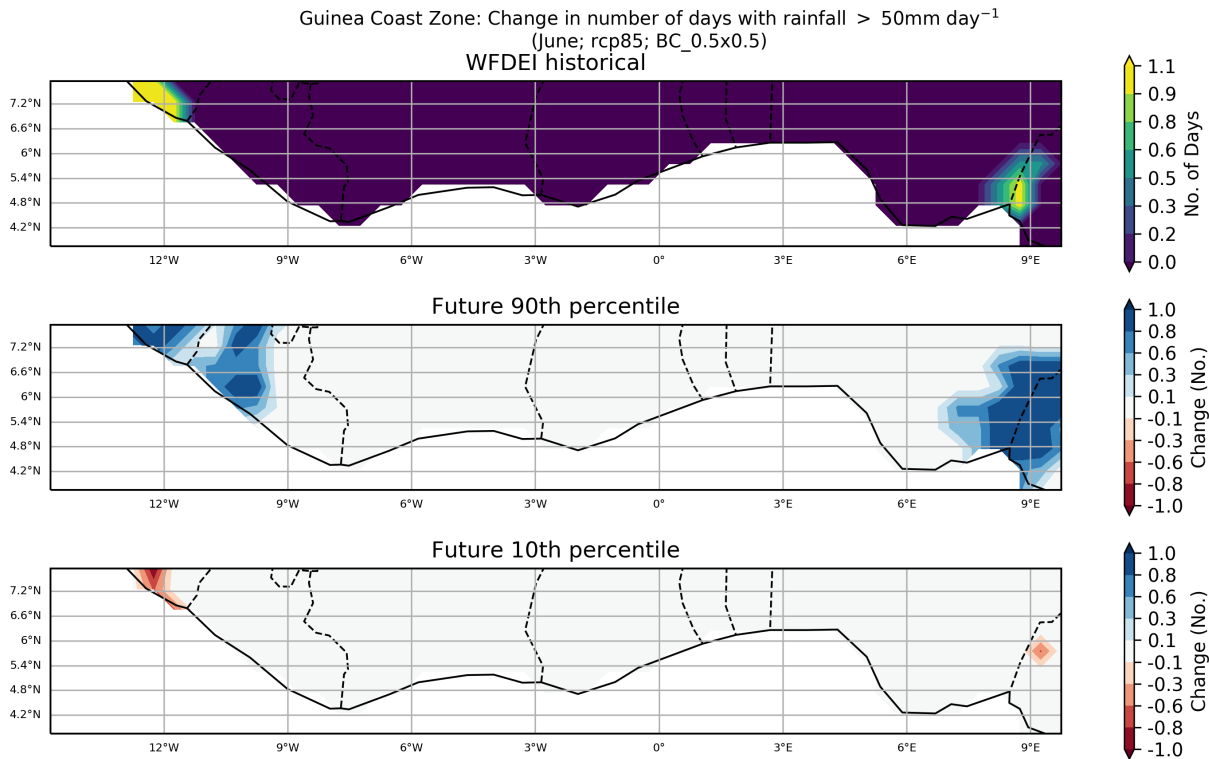 Guinea Coast Zone: Change in number of days with rainfall > 50mm day⁻¹
(June; rcp85; BC_0.5x0.5)
WFDEI historical
7.2°N
6.6°N
6°N
5.4°N
4.8°N
4.2°N
12°W 9°W 6°W 3°W 0° 3°E 6°E 9°E
1.1
0.9
0.8
0.6
0.5
0.3
0.2
0.0
No. of Days
Future 90th percentile
7.2°N
6.6°N
6°N
5.4°N
4.8°N
4.2°N
12°W 9°W 6°W 3°W 0° 3°E 6°E 9°E
1.0
0.8
0.6
0.3
0.1
-0.1
-0.3
-0.6
-0.8
-1.0
Change (No.)
Future 10th percentile
7.2°N
6.6°N
6°N
5.4°N
4.8°N
4.2°N
12°W 9°W 6°W 3°W 0° 3°E 6°E 9°E
1.0
0.8
0.6
0.3
0.1
-0.1
-0.3
-0.6
-0.8
-1.0
Change (No.)